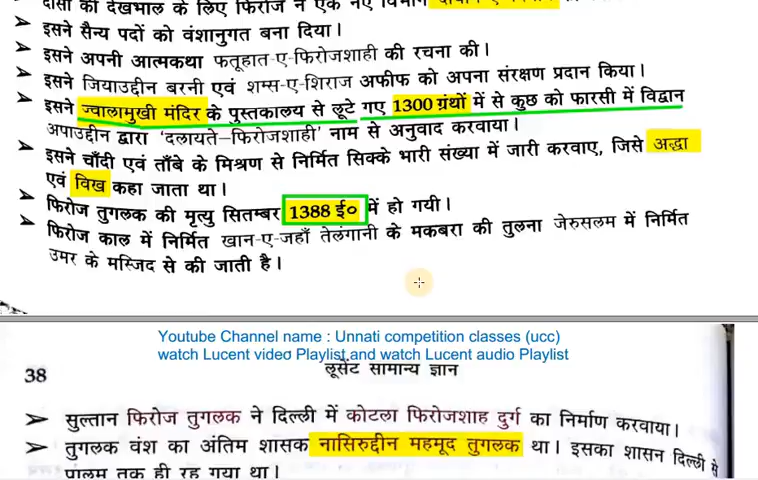 दासों की देखभाल के लिए फिरोज ने एक नए विभाग
इसने सैन्य पदों को वंशानुगत बना दिया।
इसने अपनी आत्मकथा फतूहात-ए-फिरोजशाही की रचना की।
इसने जियाउद्दीन बरनी एवं शम्स-ए-शिराज अफीफ को अपना संरक्षण प्रदान किया।
इसने ज्वालामुखी मंदिर के पुस्तकालय से लूटे गए 1300 ग्रंथों में से कुछ को फारसी में विद्वान
अपाउद्दीन द्वारा 'दलायते-फिरोजशाही' नाम से अनुवाद करवाया।
इसने चाँदी एवं ताँबे के मिश्रण से निर्मित सिक्के भारी संख्या में जारी करवाए, जिसे अद्धा
एवं विख कहा जाता था।
फिरोज तुगलक की मृत्यु सितम्बर 1388 ई० में हो गयी।
फिरोज काल में निर्मित खान-ए-जहाँ तेलंगानी के मकबरा की तुलना जेरुसलम में निर्मित
उमर के मस्जिद से की जाती है।
Youtube Channel name : Unnati competition classes (ucc)
watch Lucent video Playlist,and watch Lucent audio Playlist
38 लूसेंट सामान्य ज्ञान
सुल्तान फिरोज तुगलक ने दिल्ली में कोटला फिरोजशाह दुर्ग का निर्माण करवाया।
तुगलक वंश का अंतिम शासक नासिरुद्दीन महमूद तुगलक था। इसका शासन दिल्ली से
पालम तक ही रह गया था।